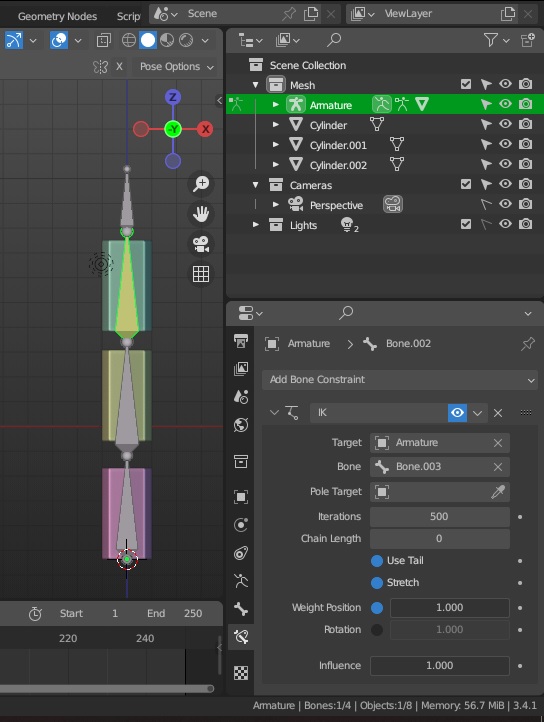 Geometry Nodes Scrip Scene ViewLayer
X Pose Options
Scene Collection
Mesh
Armature
Cylinder
Cylinder.001
Cylinder.002
Cameras
Perspective
Lights 2
Z
-Y X
Armature > Bone.002
Add Bone Constraint
IK
Target Armature
Bone Bone.003
Pole Target
Iterations 500
Chain Length 0
Use Tail
Stretch
Weight Position 1.000
Rotation 1.000
Influence 1.000
Start 1 End 250
220 240
Armature | Bones:1/4 | Objects:1/8 | Memory: 56.7 MiB | 3.4.1